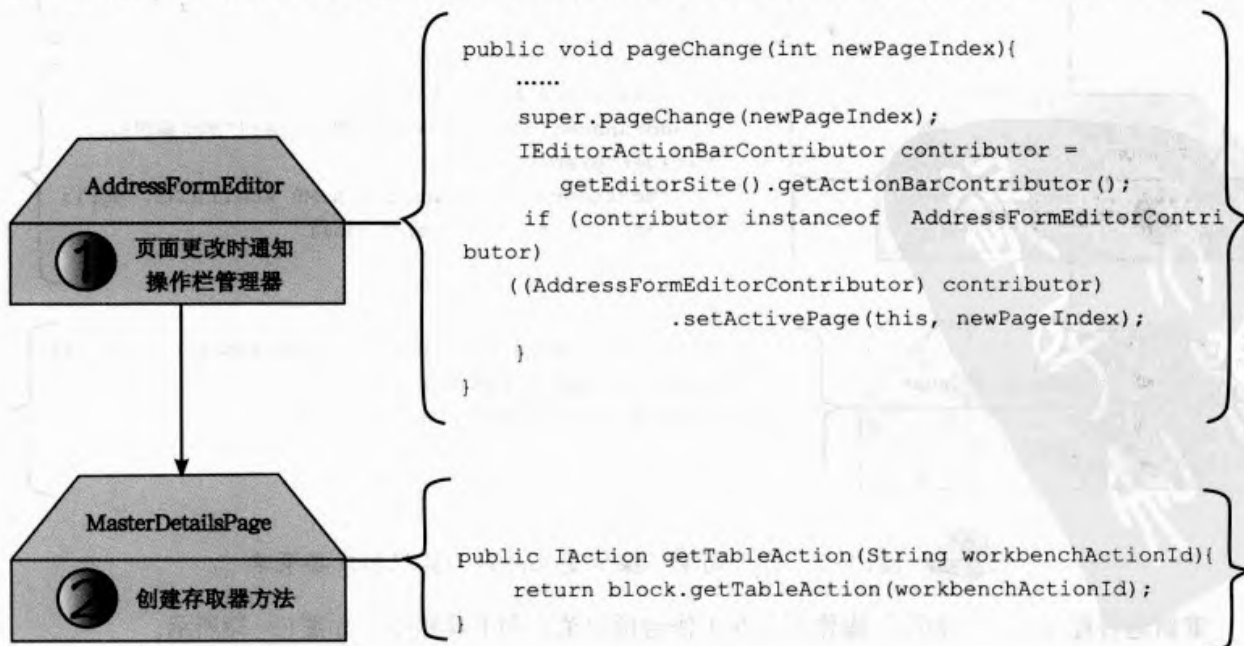 public void pageChange(int newPageIndex){
……
super.pageChange(newPageIndex);
IEditorActionBarContributor contributor =
getEditorSite().getActionBarContributor();
if (contributor instanceof AddressFormEditorContri
butor)
((AddressFormEditorContributor) contributor)
.setActivePage(this, newPageIndex);
}
}
AddressFormEditor
1 页面更改时通知
操作栏管理器
MasterDetailsPage
2 创建存取器方法
public IAction getTableAction(String workbenchActionId){
return block.getTableAction(workbenchActionId);
}